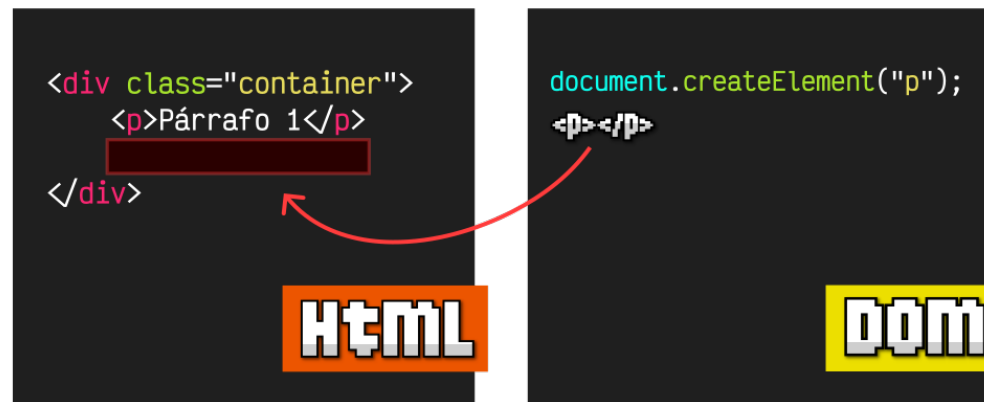 <div class="container">
<p>Párrafo 1</p>
</div>
HTML
document.createElement("p");
<p></p>
DOM